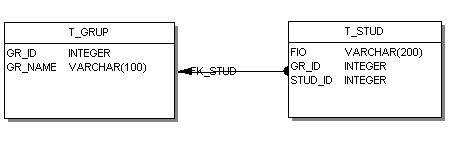 T_GRUP
GR_ID INTEGER
GR_NAME VARCHAR(100)
FK_STUD
T_STUD
FIO VARCHAR(200)
GR_ID INTEGER
STUD_ID INTEGER